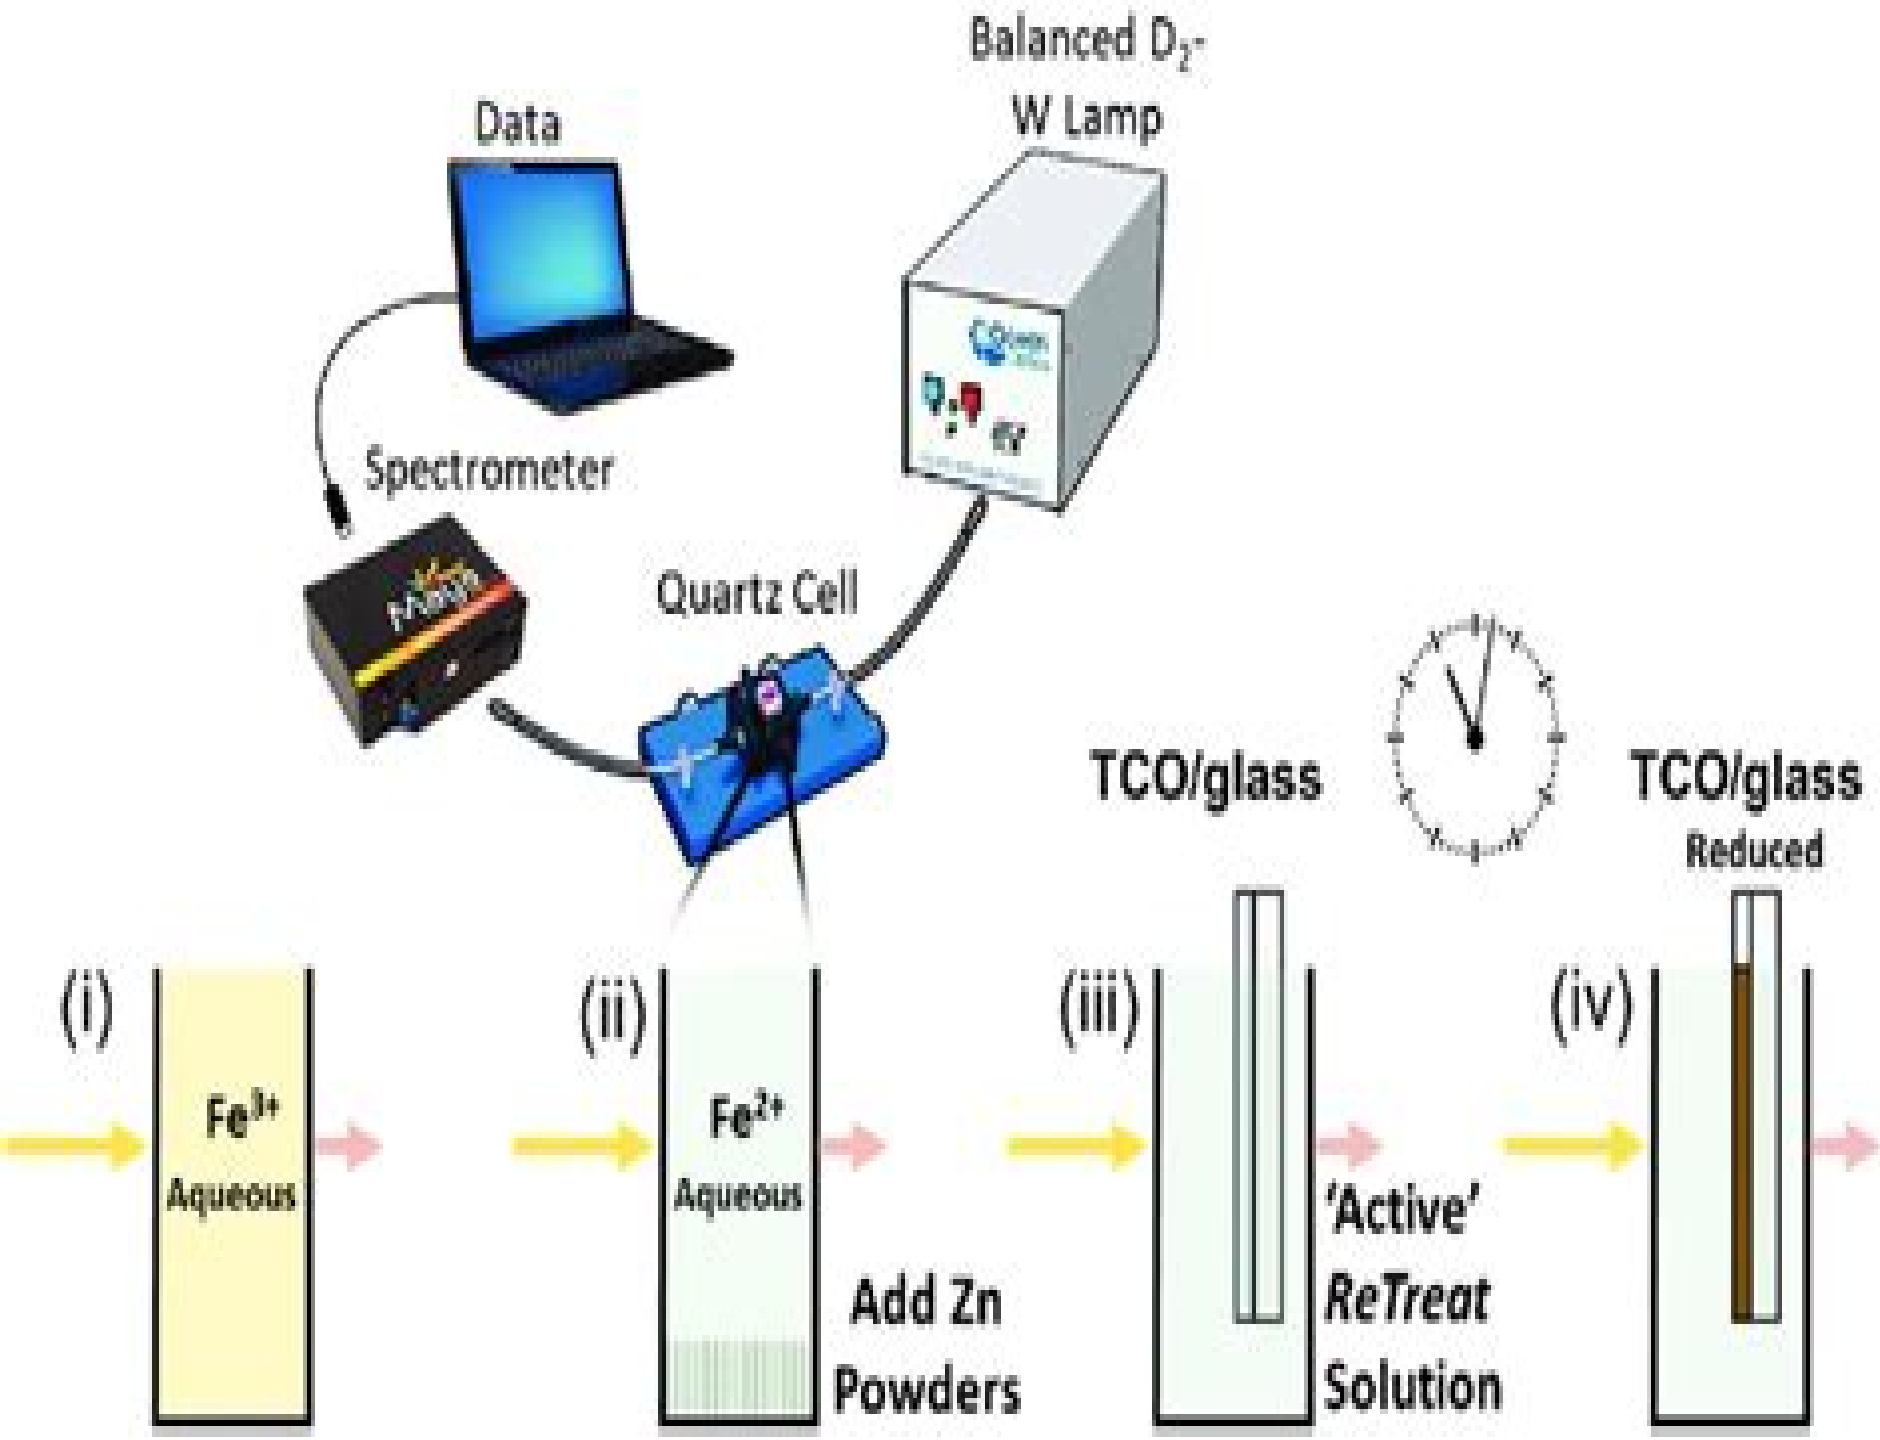 Balanced D₂-
W Lamp
Data
Spectrometer
Quartz Cell
TCO/glass
TCO/glass
Reduced
(i)
Fe³⁺
Aqueous
(ii)
Fe²⁺
Aqueous
Add Zn
Powders
(iii)
'Active'
ReTreat
Solution
(iv)